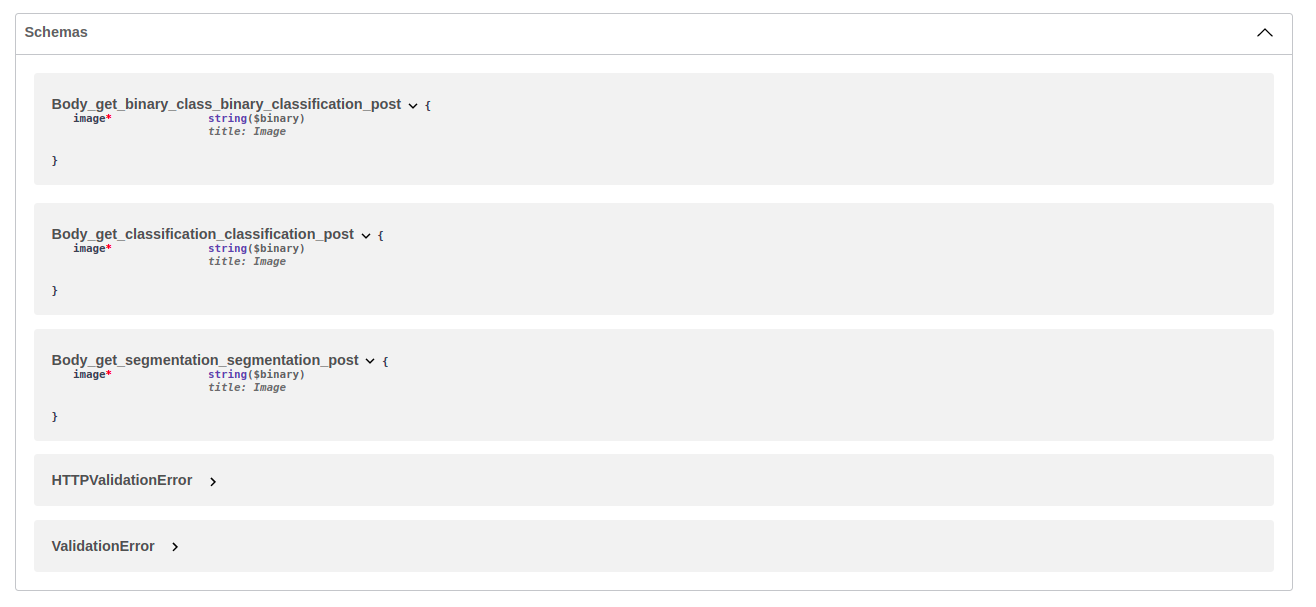 Schemas
Body_get_binary_class_binary_classification_post {
image* string($binary)
title: Image
}
Body_get_classification_classification_post {
image* string($binary)
title: Image
}
Body_get_segmentation_segmentation_post {
image* string($binary)
title: Image
}
HTTPValidationError
ValidationError